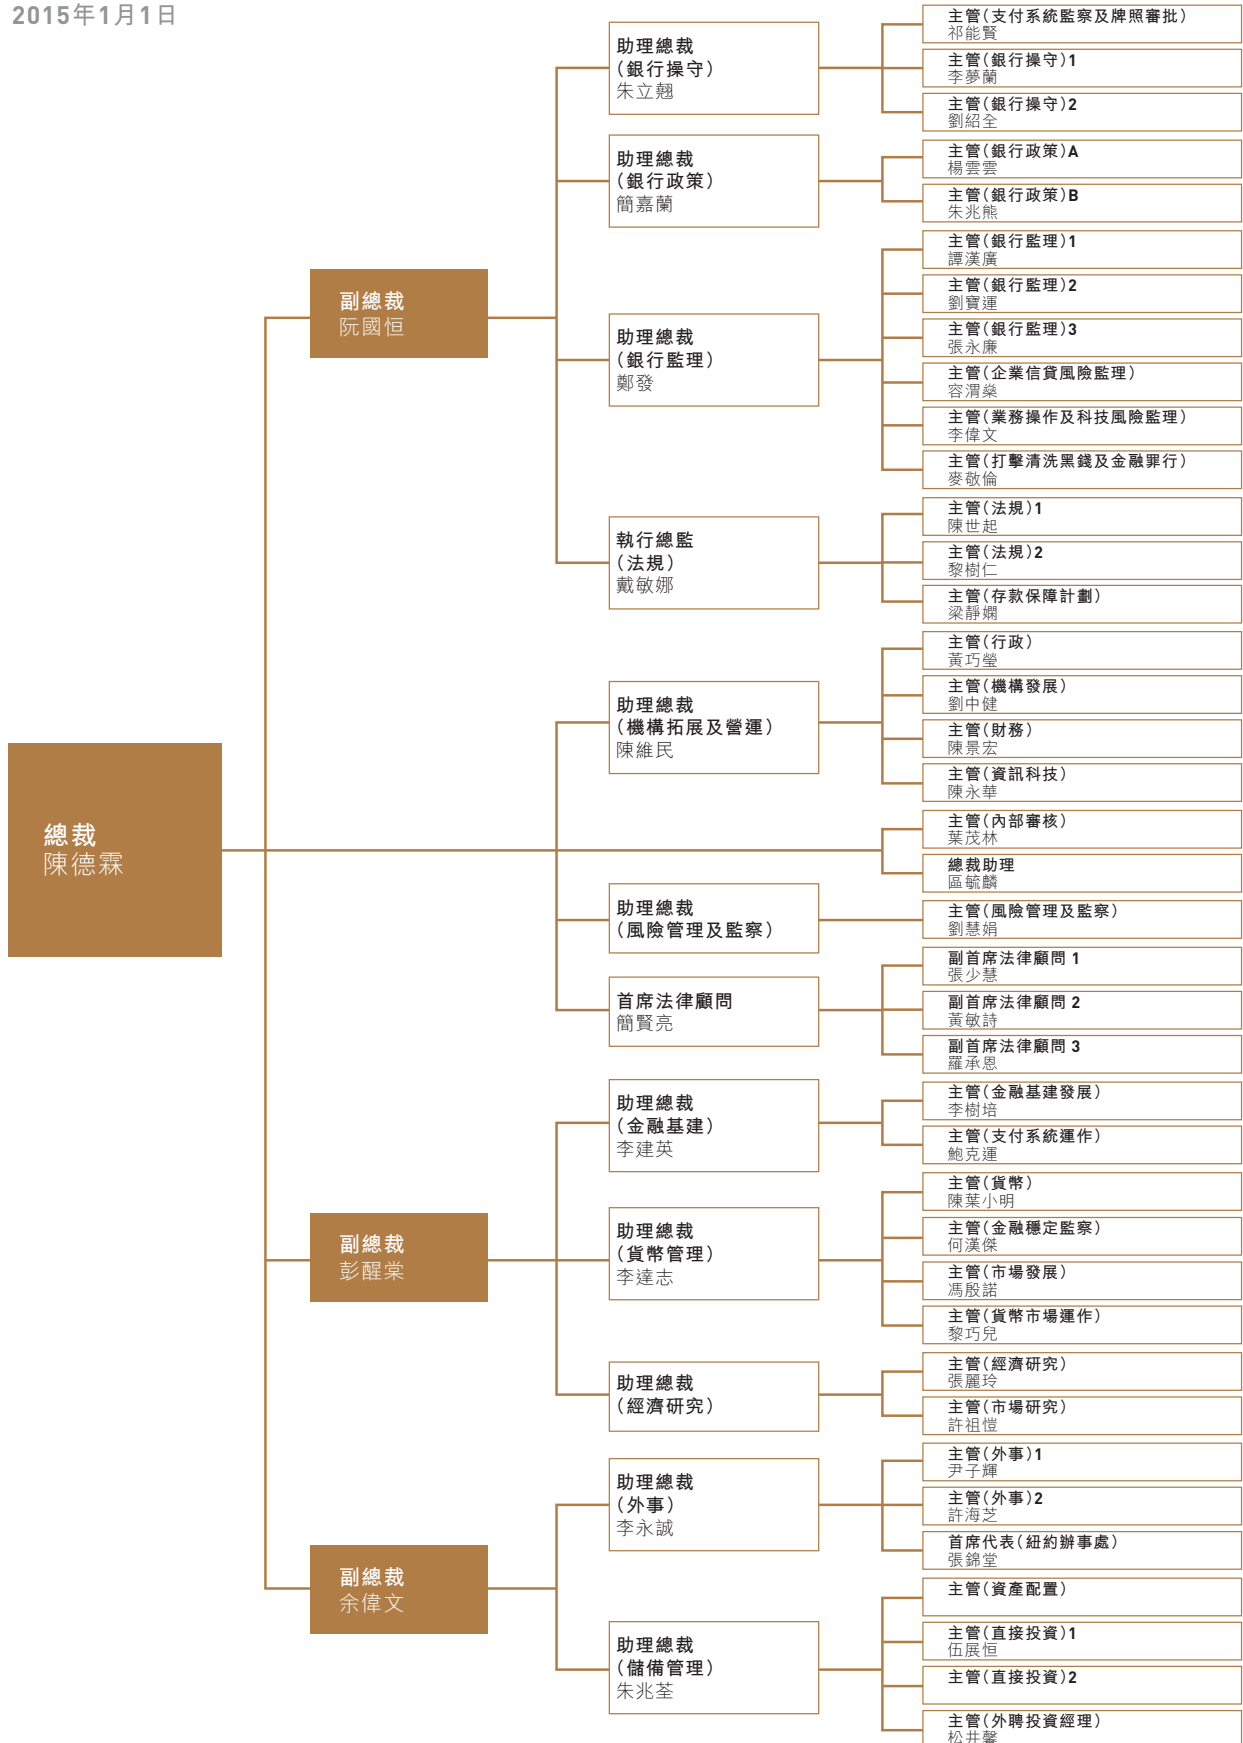 2015年1月1日
總裁
陳德霖
副總裁
阮國恒
助理總裁
(銀行操守)
朱立翹
主管(支付系統監察及牌照審批)
祁能賢
主管(銀行操守)1
李夢蘭
主管(銀行操守)2
劉紹全
助理總裁
(銀行政策)
簡嘉蘭
主管(銀行政策)A
楊雲雲
主管(銀行政策)B
朱兆熊
助理總裁
(銀行監理)
鄭發
主管(銀行監理)1
譚漢廣
主管(銀行監理)2
劉寶運
主管(銀行監理)3
張永廉
主管(企業信貸風險監理)
容渭燊
主管(業務操作及科技風險監理)
李偉文
主管(打擊清洗黑錢及金融罪行)
麥敬倫
執行總監
(法規)
戴敏娜
主管(法規)1
陳世起
主管(法規)2
黎樹仁
主管(存款保障計劃)
梁靜嫻
助理總裁
(機構拓展及營運)
陳維民
主管(行政)
黃巧瑩
主管(機構發展)
劉中健
主管(財務)
陳景宏
主管(資訊科技)
陳永華
主管(內部審核)
葉茂林
總裁助理
區毓麟
助理總裁
(風險管理及監察)
主管(風險管理及監察)
劉慧娟
首席法律顧問
簡賢亮
副首席法律顧問 1
張少慧
副首席法律顧問 2
黃敏詩
副首席法律顧問 3
羅承恩
副總裁
彭醒棠
助理總裁
(金融基建)
李建英
主管(金融基建發展)
李樹培
主管(支付系統運作)
鮑克運
助理總裁
(貨幣管理)
李達志
主管(貨幣)
陳葉小明
主管(金融穩定監察)
何漢傑
主管(市場發展)
馮殷諾
主管(貨幣市場運作)
黎巧兒
助理總裁
(經濟研究)
主管(經濟研究)
張麗玲
主管(市場研究)
許祖愷
副總裁
余偉文
助理總裁
(外事)
李永誠
主管(外事)1
尹子輝
主管(外事)2
許海芝
首席代表(紐約辦事處)
張錦堂
助理總裁
(儲備管理)
朱兆荃
主管(資產配置)
主管(直接投資)1
伍展恒
主管(直接投資)2
主管(外聘投資經理)
松井馨